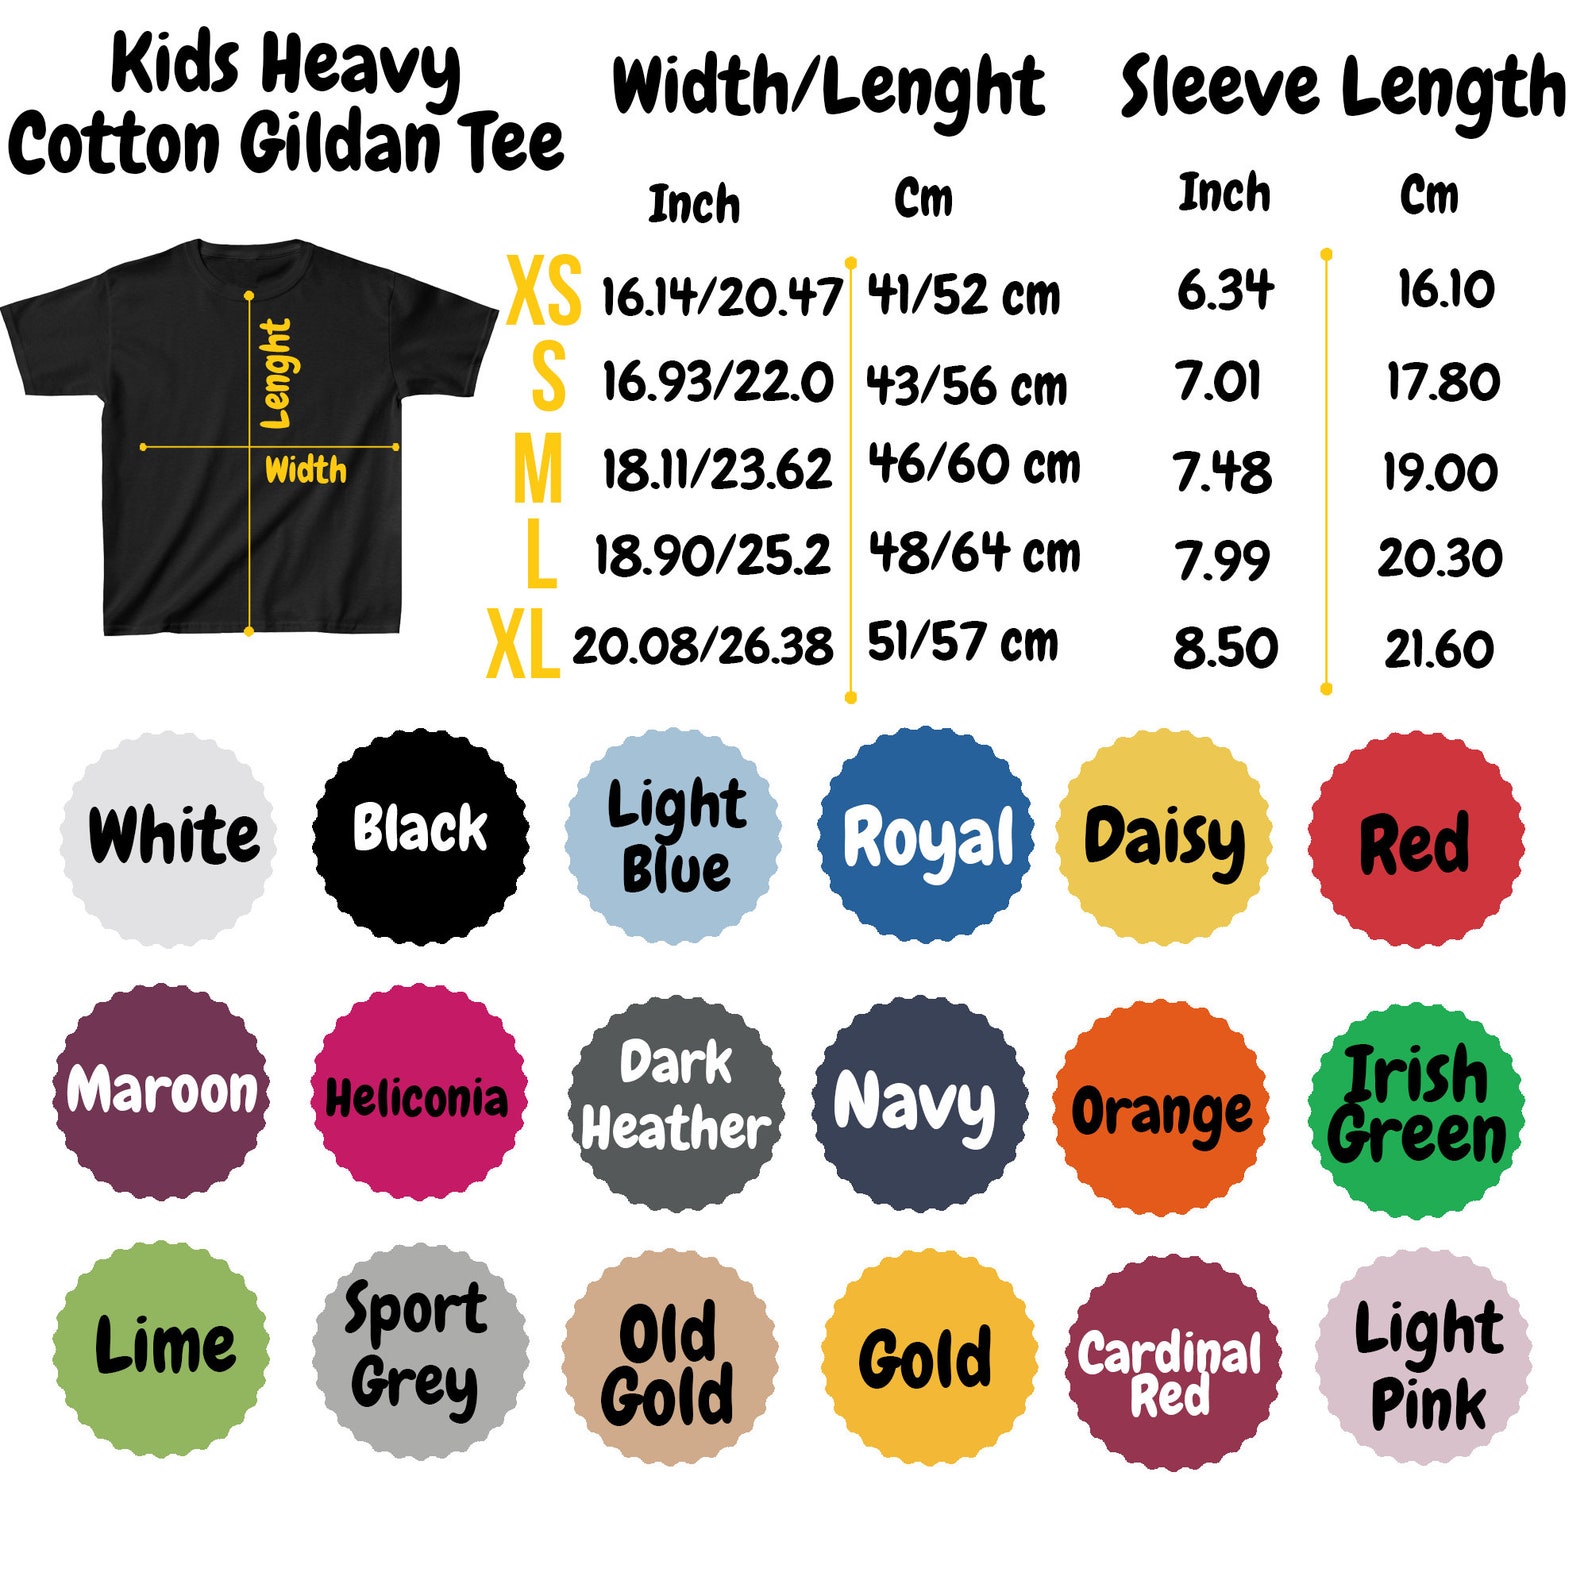 Kids Heavy
Cotton Gildan Tee
Width/Lenght
Sleeve Length
Inch Cm Inch Cm
Lenght
Width
XS 16.14/20.47 41/52 cm 6.34 16.10
S 16.93/22.0 43/56 cm 7.01 17.80
M 18.11/23.62 46/60 cm 7.48 19.00
L 18.90/25.2 48/64 cm 7.99 20.30
XL 20.08/26.38 51/57 cm 8.50 21.60
White
Black
Light
Blue
Royal
Daisy
Red
Maroon
Heliconia
Dark
Heather
Navy
Orange
Irish
Green
Lime
Sport
Grey
Old
Gold
Gold
Cardinal
Red
Light
Pink